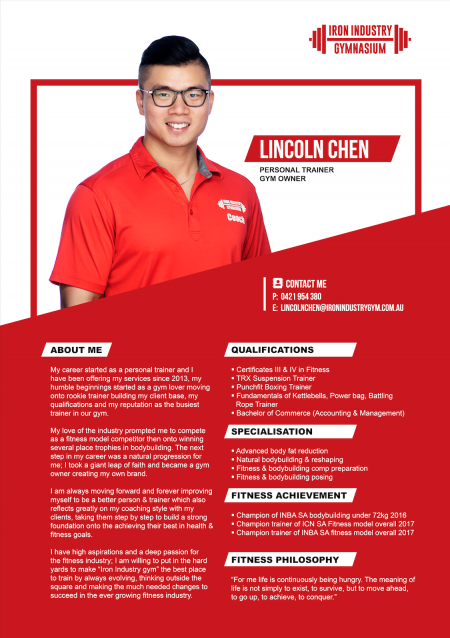 IRON INDUSTRY
GYMNASIUM
IRON INDUSTRY
GYMNASIUM
Coach
LINCOLN CHEN
PERSONAL TRAINER
GYM OWNER
CONTACT ME
P: 0421 954 380
E: LINCOLNCHEN@IRONINDUSTRYGYM.COM.AU
ABOUT ME
My career started as a personal trainer and I
have been offering my services since 2013, my
humble beginnings started as a gym lover moving
onto rookie trainer building my client base, my
qualifications and my reputation as the busiest
trainer in our gym.
My love of the industry prompted me to compete
as a fitness model competitor then onto winning
several place trophies in bodybuilding. The next
step in my career was a natural progression for
me; I took a giant leap of faith and became a gym
owner creating my own brand.
I am always moving forward and forever improving
myself to be a better person & trainer which also
reflects greatly on my coaching style with my
clients, taking them step by step to build a strong
foundation onto the achieving their best in health &
fitness goals.
I have high aspirations and a deep passion for
the fitness industry; I am willing to put in the hard
yards to make “Iron Industry gym” the best place
to train by always evolving, thinking outside the
square and making the much needed changes to
succeed in the ever growing fitness industry.
QUALIFICATIONS
▪ Certificates III & IV in Fitness
▪ TRX Suspension Trainer
▪ Punchfit Boxing Trainer
▪ Fundamentals of Kettlebells, Power bag, Battling
Rope Trainer
▪ Bachelor of Commerce (Accounting & Management)
SPECIALISATION
▪ Advanced body fat reduction
▪ Natural bodybuilding & reshaping
▪ Fitness & bodybuilding comp preparation
▪ Fitness & bodybuilding posing
FITNESS ACHIEVEMENT
▪ Champion of INBA SA bodybuilding under 72kg 2016
▪ Champion trainer of ICN SA Fitness model overall 2017
▪ Champion trainer of INBA SA fitness model overall 2017
FITNESS PHILOSOPHY
“For me life is continuously being hungry. The meaning of
life is not simply to exist, to survive, but to move ahead,
to go up, to achieve, to conquer.”